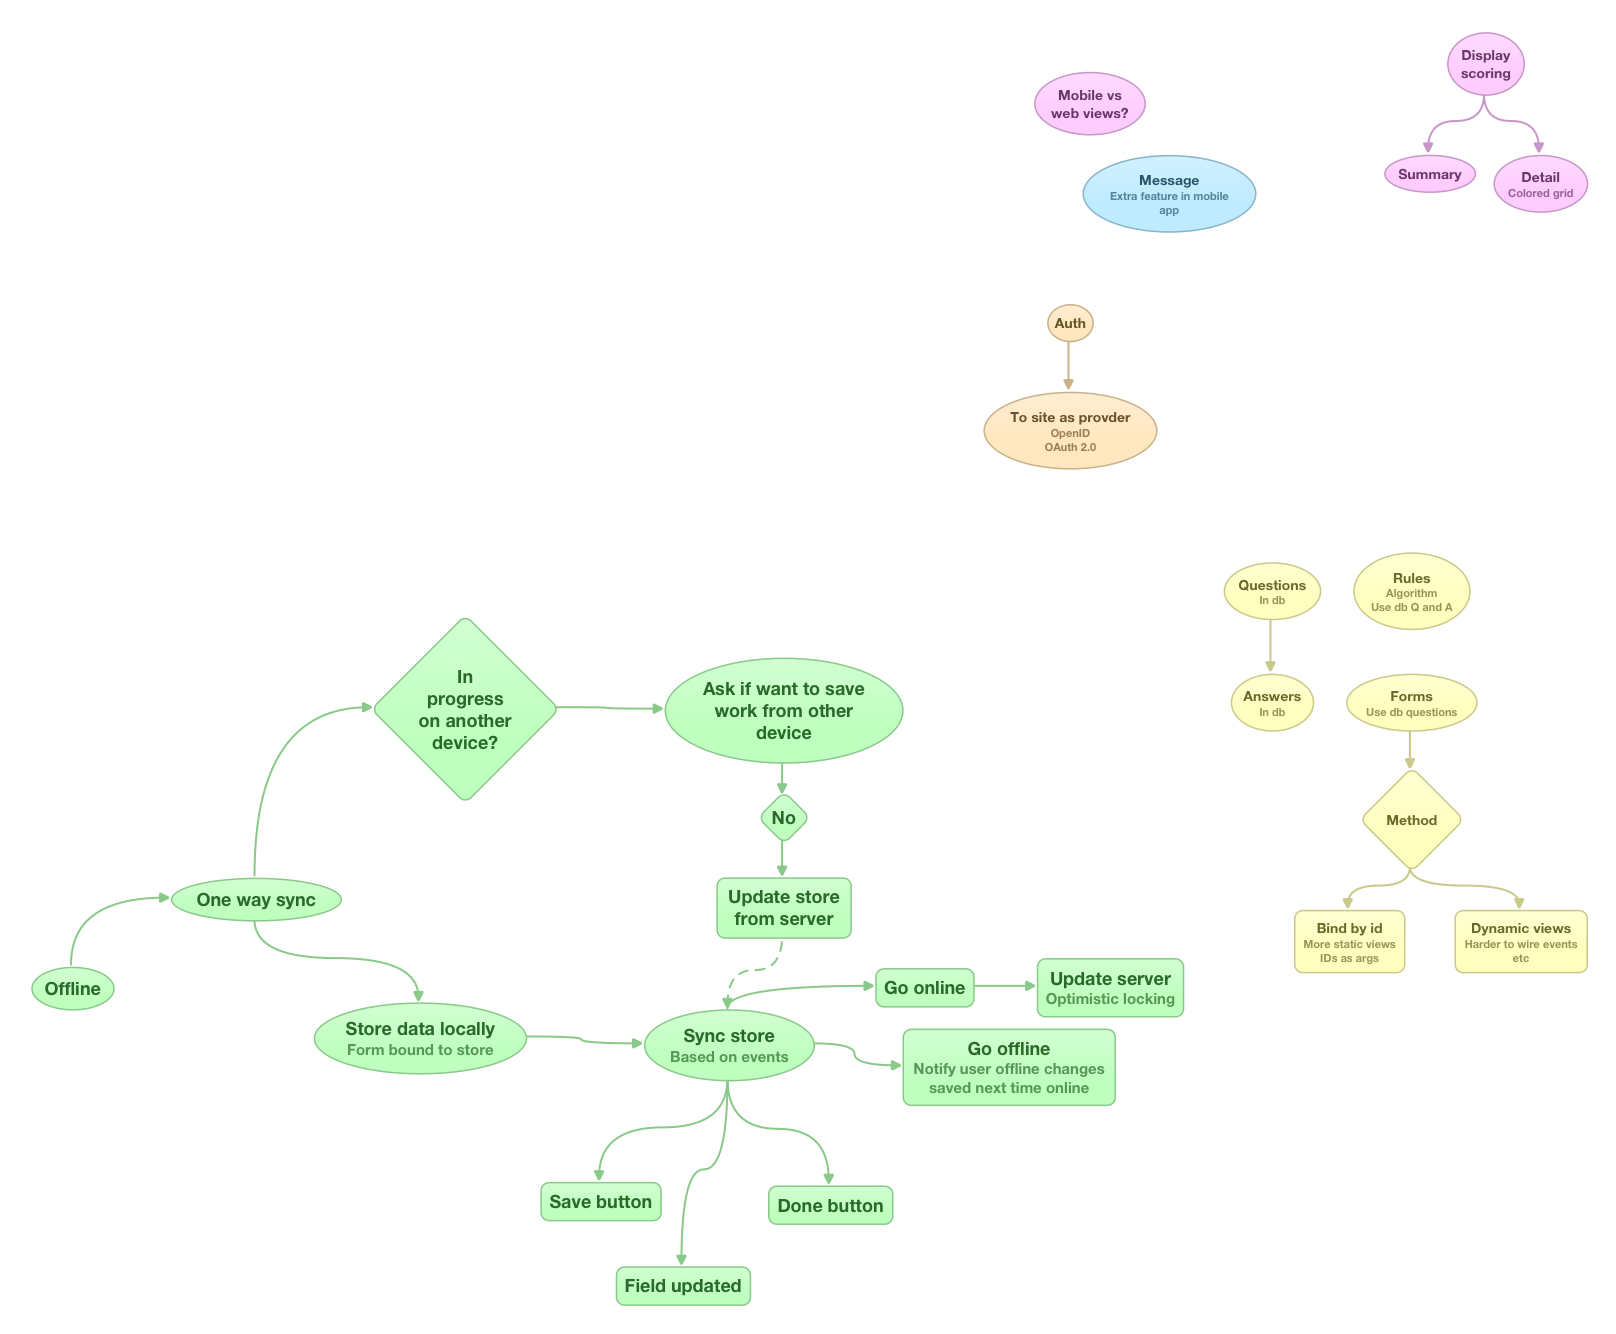 Display
scoring
Mobile vs
web views?
Message
Extra feature in mobile
app
Summary
Detail
Colored grid
Auth
To site as provder
OpenID
OAuth 2.0
Questions
In db
Rules
Algorithm
Use db Q and A
Answers
In db
Forms
Use db questions
Method
Bind by id
More static views
IDs as args
Dynamic views
Harder to wire events
etc
In
progress
on another
device?
Ask if want to save
work from other
device
No
Update store
from server
One way sync
Offline
Store data locally
Form bound to store
Sync store
Based on events
Go online
Update server
Optimistic locking
Go offline
Notify user offline changes
saved next time online
Save button
Done button
Field updated